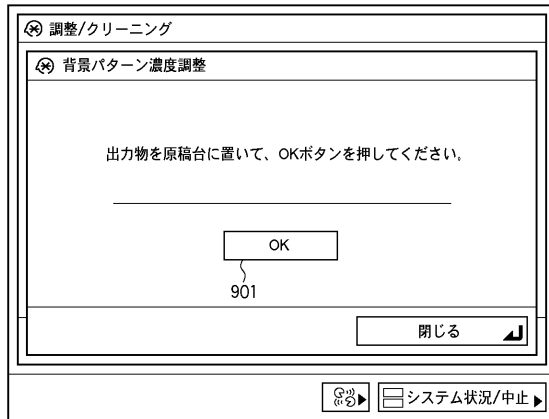 調整/クリーニング
背景パターン濃度調整
出力物を原稿台に置いて、OKボタンを押してください。
OK
901
閉じる
システム状況/中止